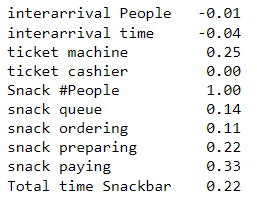 interarrival People -0.01
interarrival time -0.04
ticket machine 0.25
ticket cashier 0.00
Snack #People 1.00
snack queue 0.14
snack ordering 0.11
snack preparing 0.22
snack paying 0.33
Total time Snackbar 0.22